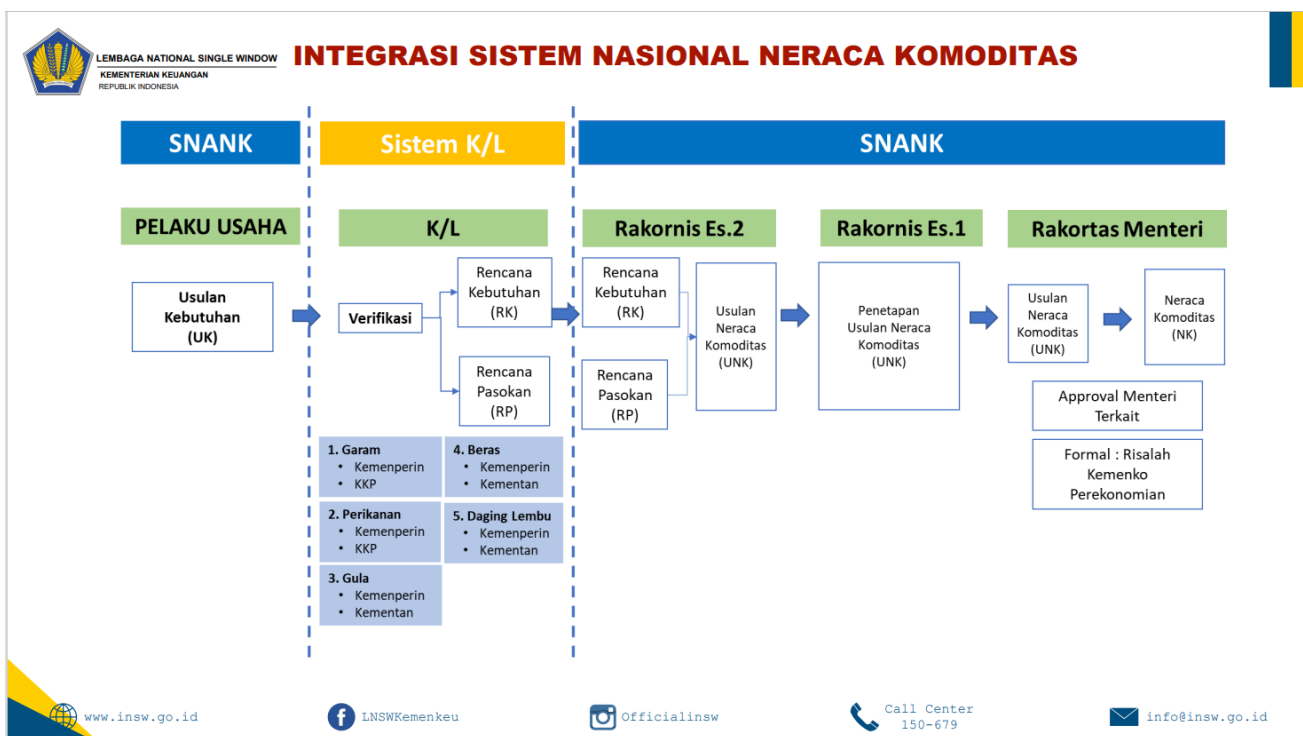 LEMBAGA NATIONAL SINGLE WINDOW
KEMENTERIAN KEUANGAN
REPUBLIK INDONESIA
INTEGRASI SISTEM NASIONAL NERACA KOMODITAS
SNANK
Sistem K/L
SNANK
PELAKU USAHA
K/L
Rakornis Es.2
Rakornis Es.1
Rakortas Menteri
Usulan
Kebutuhan
(UK)
Verifikasi
Rencana
Kebutuhan
(RK)
Rencana
Pasokan
(RP)
Rencana
Kebutuhan
(RK)
Rencana
Pasokan
(RP)
Usulan
Neraca
Komoditas
(UNK)
Penetapan
Usulan Neraca
Komoditas
(UNK)
Usulan
Neraca
Komoditas
(UNK)
Neraca
Komoditas
(NK)
Approval Menteri
Terkait
Formal : Risalah
Kemenko
Perekonomian
1. Garam
• Kemenperin
• KKP
2. Perikanan
• Kemenperin
• KKP
3. Gula
• Kemenperin
• Kementan
4. Beras
• Kemenperin
• Kementan
5. Daging Lembu
• Kemenperin
• Kementan
www.insw.go.id
LNSWKemenkeu
Officialinsw
Call Center
150-679
info@insw.go.id